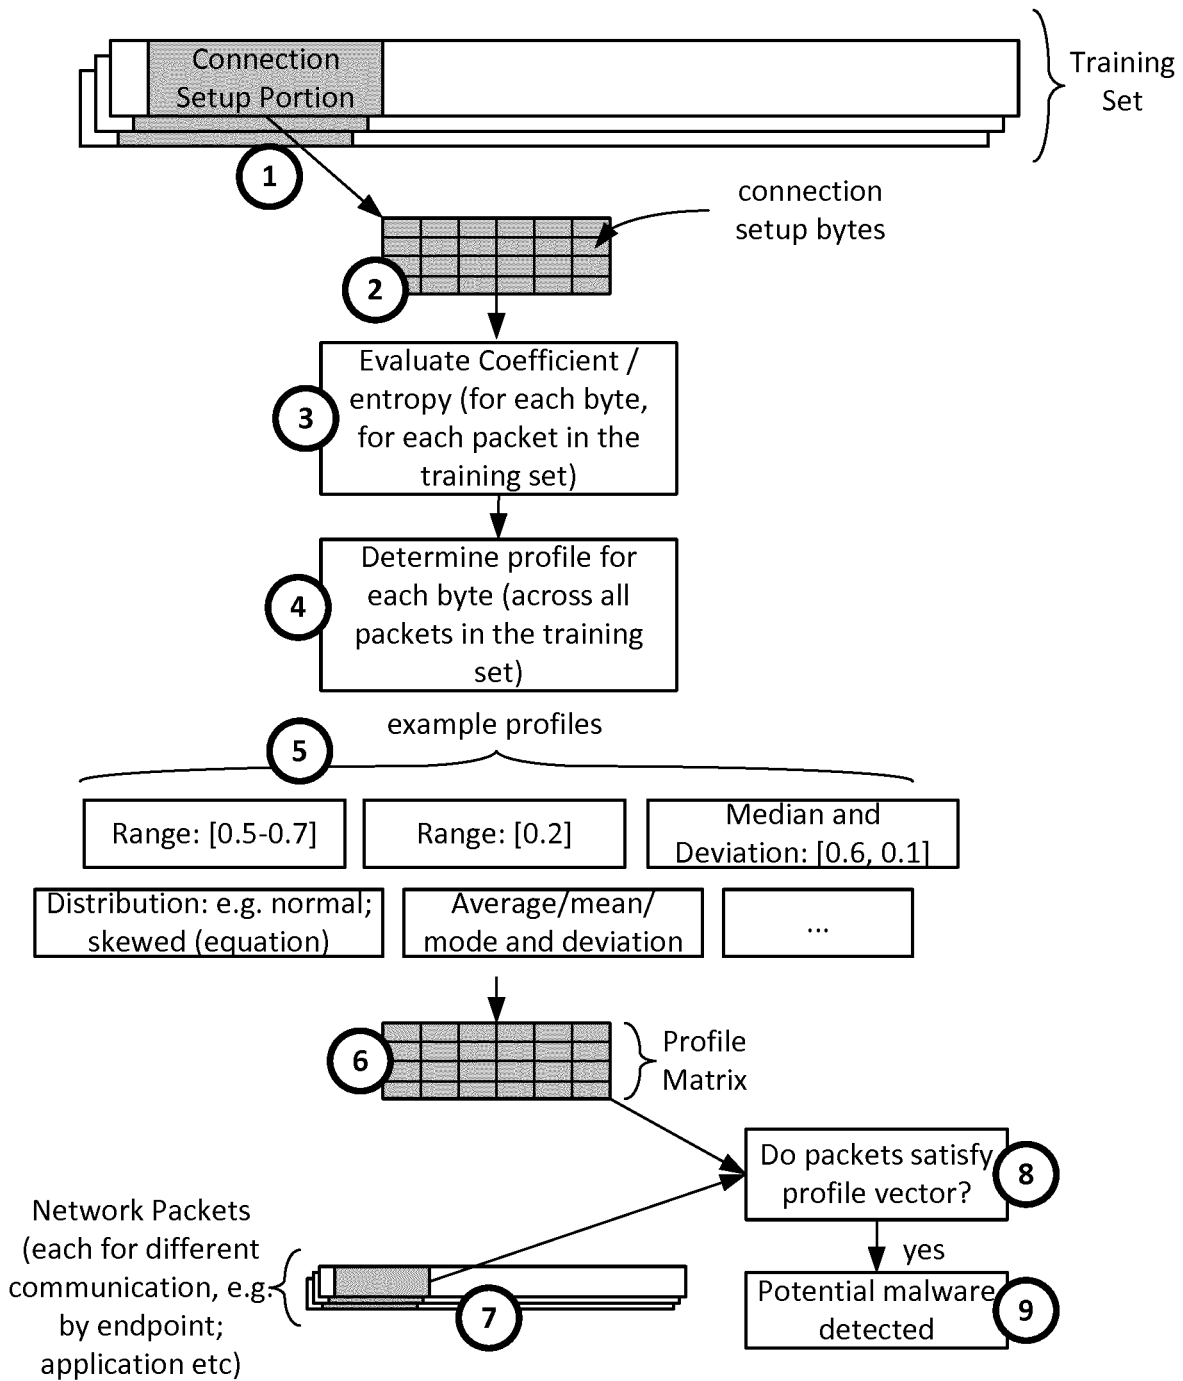 Connection
Setup Portion
Training
Set
1
connection
setup bytes
2
Evaluate Coefficient /
entropy (for each byte,
for each packet in the
training set)
3
Determine profile for
each byte (across all
packets in the training
set)
4
example profiles
5
Range: [0.5-0.7]
Range: [0.2]
Median and
Deviation: [0.6, 0.1]
Distribution: e.g. normal;
skewed (equation)
Average/mean/
mode and deviation
...
6
Profile
Matrix
Do packets satisfy
profile vector?
8
Network Packets
(each for different
communication, e.g.
by endpoint;
application etc)
7
yes
Potential malware
detected
9